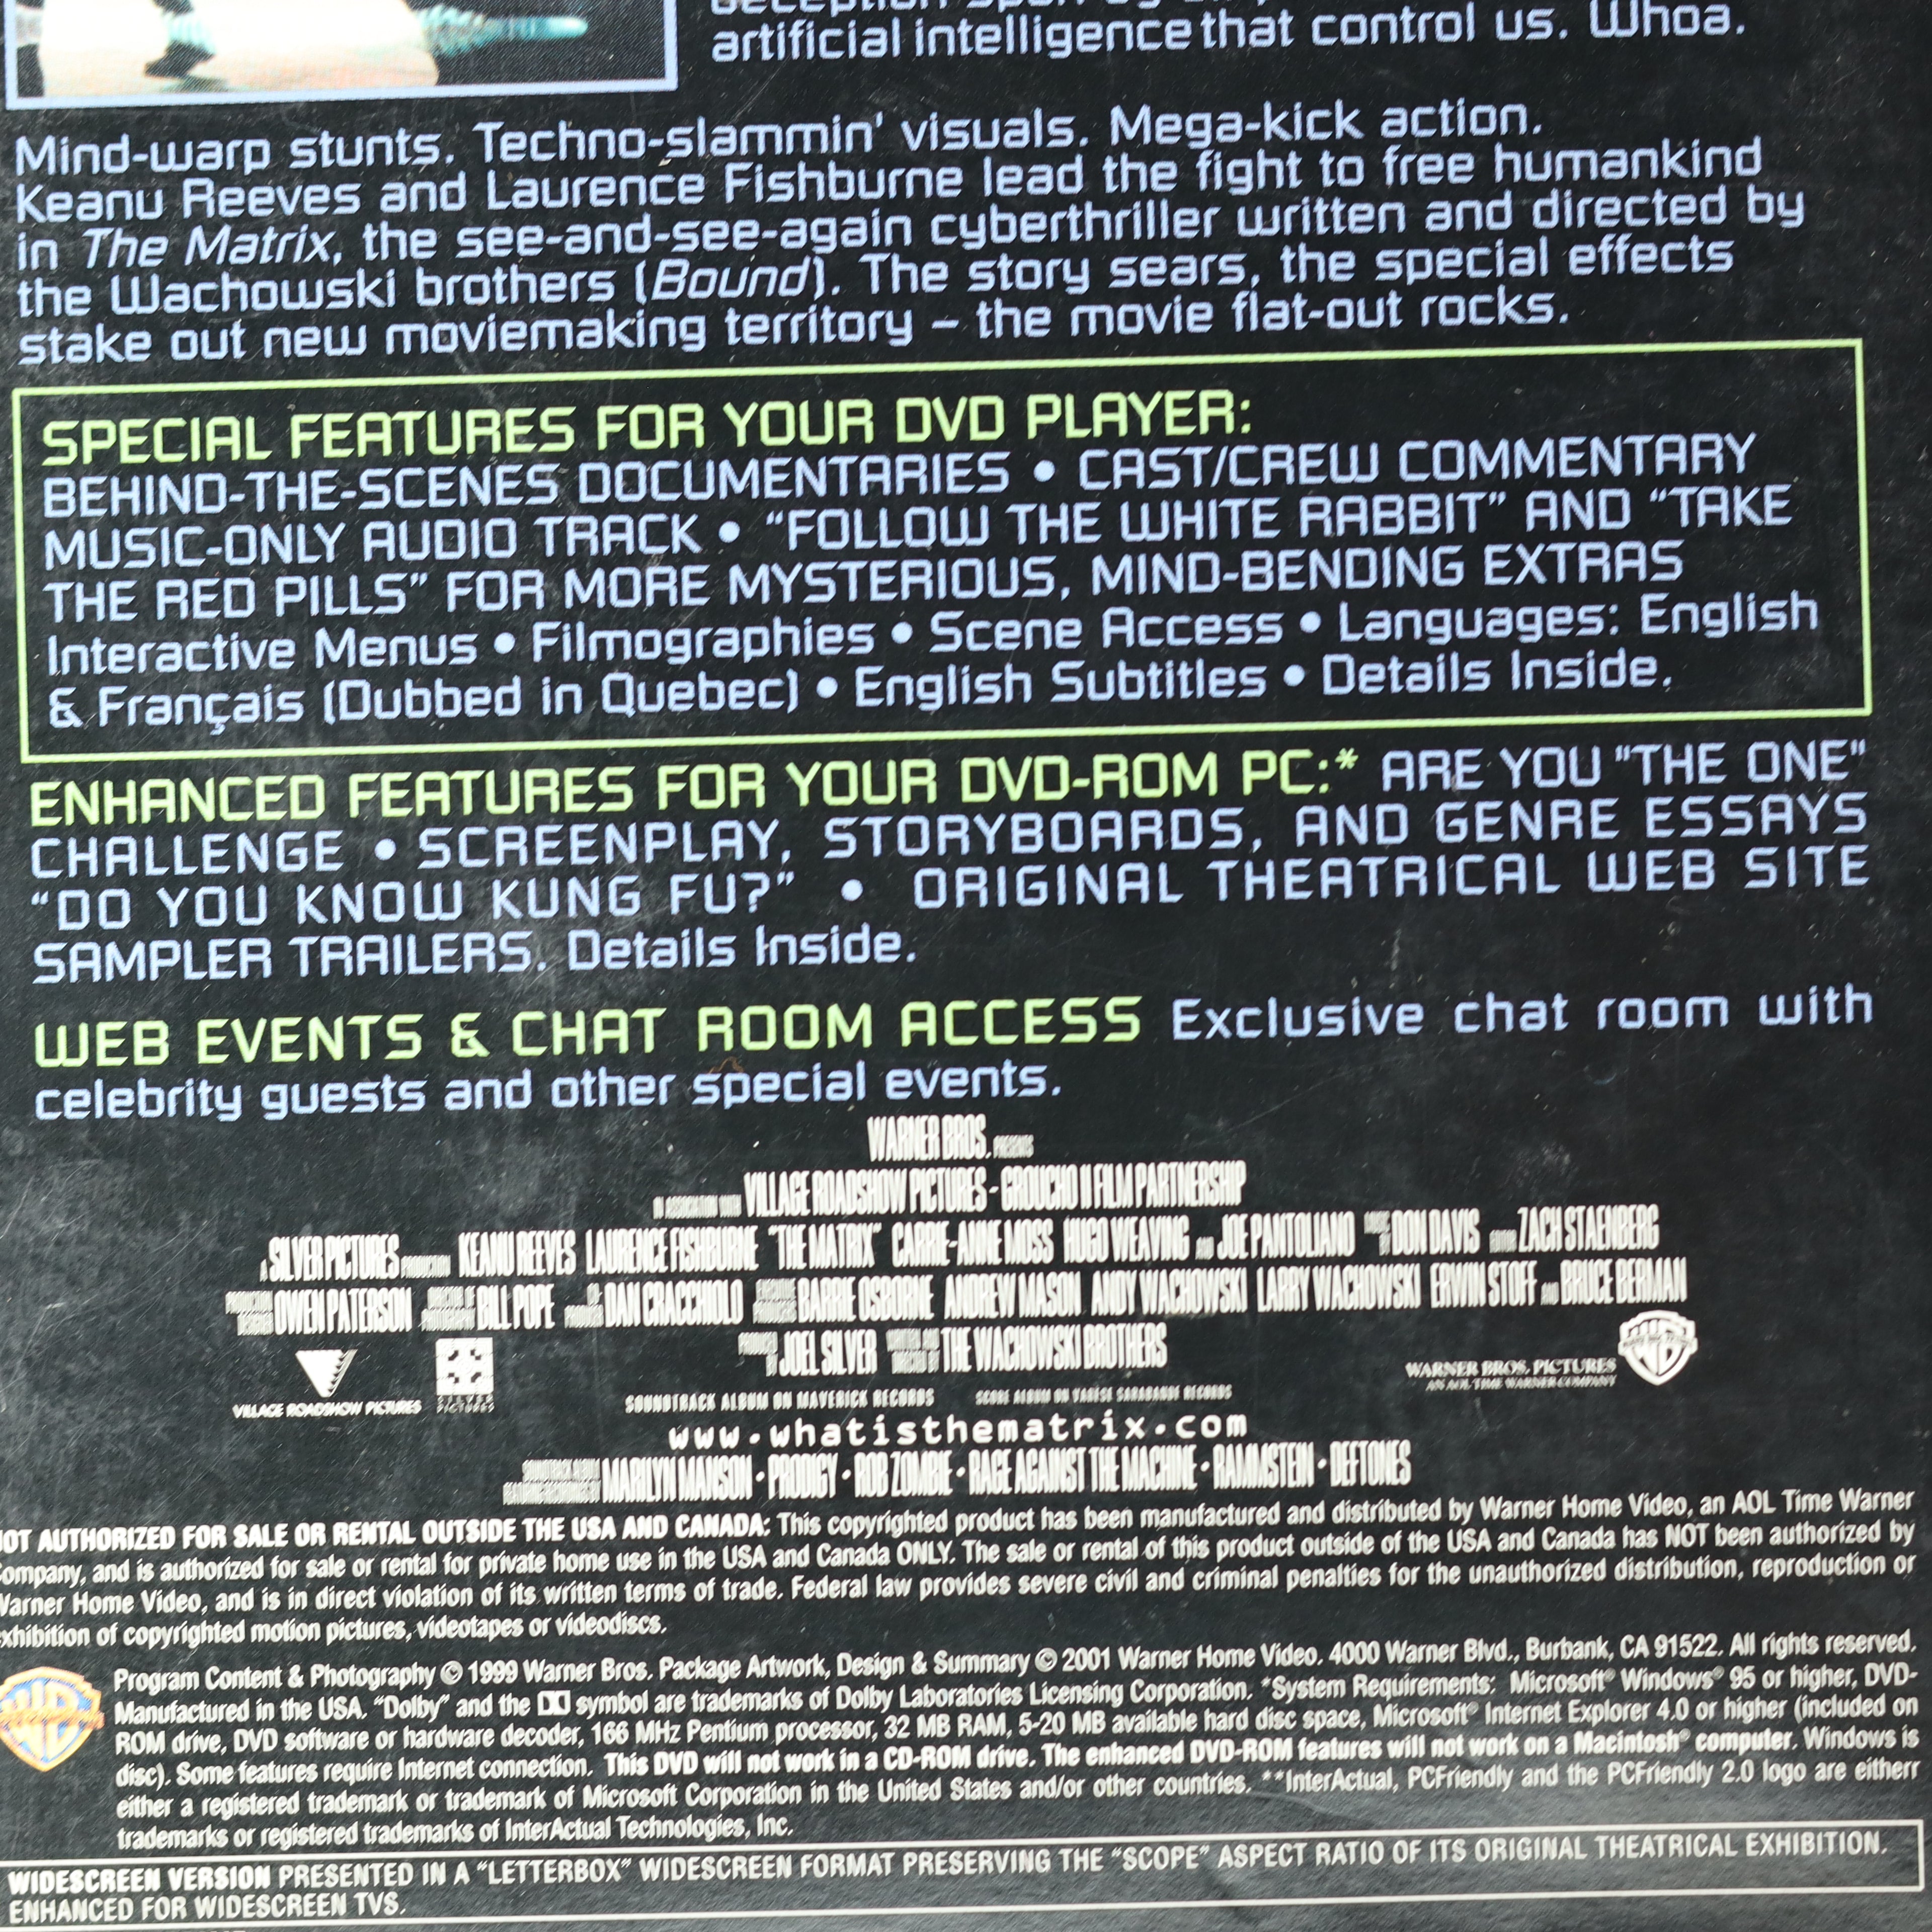 artificial intelligence that control us. Whoa.
Mind-warp stunts. Techno-slammin' visuals. Mega-kick action.
Keanu Reeves and Laurence Fishburne lead the fight to free humankind
in The Matrix, the see-and-see-again cyberthriller written and directed by
the Wachowski brothers (Bound). The story sears, the special effects
stake out new moviemaking territory – the movie flat-out rocks.
SPECIAL FEATURES FOR YOUR DVD PLAYER:
BEHIND-THE-SCENES DOCUMENTARIES • CAST/CREW COMMENTARY
MUSIC-ONLY AUDIO TRACK • “FOLLOW THE WHITE RABBIT” AND “TAKE
THE RED PILLS” FOR MORE MYSTERIOUS, MIND-BENDING EXTRAS
Interactive Menus • Filmographies • Scene Access • Languages: English
& Français (Dubbed in Quebec) • English Subtitles • Details Inside.
ENHANCED FEATURES FOR YOUR DVD-ROM PC:* ARE YOU "THE ONE"
CHALLENGE • SCREENPLAY, STORYBOARDS, AND GENRE ESSAYS
“DO YOU KNOW KUNG FU?” • ORIGINAL THEATRICAL WEB SITE
SAMPLER TRAILERS. Details Inside.
WEB EVENTS & CHAT ROOM ACCESS Exclusive chat room with
celebrity guests and other special events.
WARNER BROS. PRESENTS
IN ASSOCIATION WITH VILLAGE ROADSHOW PICTURES - GROUCHO II FILM PARTNERSHIP
A SILVER PICTURES PRODUCTION KEANU REEVES LAURENCE FISHBURNE "THE MATRIX" CARRIE-ANNE MOSS HUGO WEAVING AND JOE PANTOLIANO DON DAVIS ZACH STAENBERG
OWEN PATERSON BILL POPE DAN CRACCHIOLO BARRIE OSBORNE ANDREW MASON ANDY WACHOWSKI LARRY WACHOWSKI ERWIN STOFF AND BRUCE BERMAN
JOEL SILVER THE WACHOWSKI BROTHERS
VILLAGE ROADSHOW PICTURES
SILVER PICTURES
WARNER BROS. PICTURES
AN AOL TIME WARNER COMPANY
SOUNDTRACK ALBUM ON MAVERICK RECORDS SCORE ALBUM ON VARÈSE SARABANDE RECORDS
www.whatisthematrix.com
MARILYN MANSON • PRODIGY • ROB ZOMBIE • RAGE AGAINST THE MACHINE • RAMMSTEIN • DEFTONES
OT AUTHORIZED FOR SALE OR RENTAL OUTSIDE THE USA AND CANADA: This copyrighted product has been manufactured and distributed by Warner Home Video, an AOL Time Warner
ompany, and is authorized for sale or rental for private home use in the USA and Canada ONLY. The sale or rental of this product outside of the USA and Canada has NOT been authorized by
Warner Home Video, and is in direct violation of its written terms of trade. Federal law provides severe civil and criminal penalties for the unauthorized distribution, reproduction or
xhibition of copyrighted motion pictures, videotapes or videodiscs.
Program Content & Photography © 1999 Warner Bros. Package Artwork, Design & Summary © 2001 Warner Home Video. 4000 Warner Blvd., Burbank, CA 91522. All rights reserved.
Manufactured in the USA. “Dolby” and the symbol are trademarks of Dolby Laboratories Licensing Corporation. *System Requirements: Microsoft® Windows® 95 or higher, DVD-
ROM drive, DVD software or hardware decoder, 166 MHz Pentium processor, 32 MB RAM, 5-20 MB available hard disc space, Microsoft® Internet Explorer 4.0 or higher (included on
disc). Some features require Internet connection. This DVD will not work in a CD-ROM drive. The enhanced DVD-ROM features will not work on a Macintosh® computer. Windows is
either a registered trademark or trademark of Microsoft Corporation in the United States and/or other countries. **InterActual, PCFriendly and the PCFriendly 2.0 logo are eitherr
trademarks or registered trademarks of InterActual Technologies, Inc.
WIDESCREEN VERSION PRESENTED IN A “LETTERBOX” WIDESCREEN FORMAT PRESERVING THE “SCOPE” ASPECT RATIO OF ITS ORIGINAL THEATRICAL EXHIBITION.
ENHANCED FOR WIDESCREEN TVS.